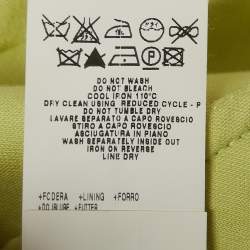 P
DO NOT WASH
DO NOT BLEACH
COOL IRON 110°C
DRY CLEAN USING REDUCED CYCLE - P
DO NOT TUMBLE DRY
LAVARE SEPARATO A CAPO ROVESCIO
STIRO A CAPO ROVESCIO
ASCIUGATURA IN PIANO
WASH SEPARATELY INSIDE OUT
IRON ON REVERSE
LINE DRY
+FODERA +LINING +FORRO
+DOUBLURE +FUTTER